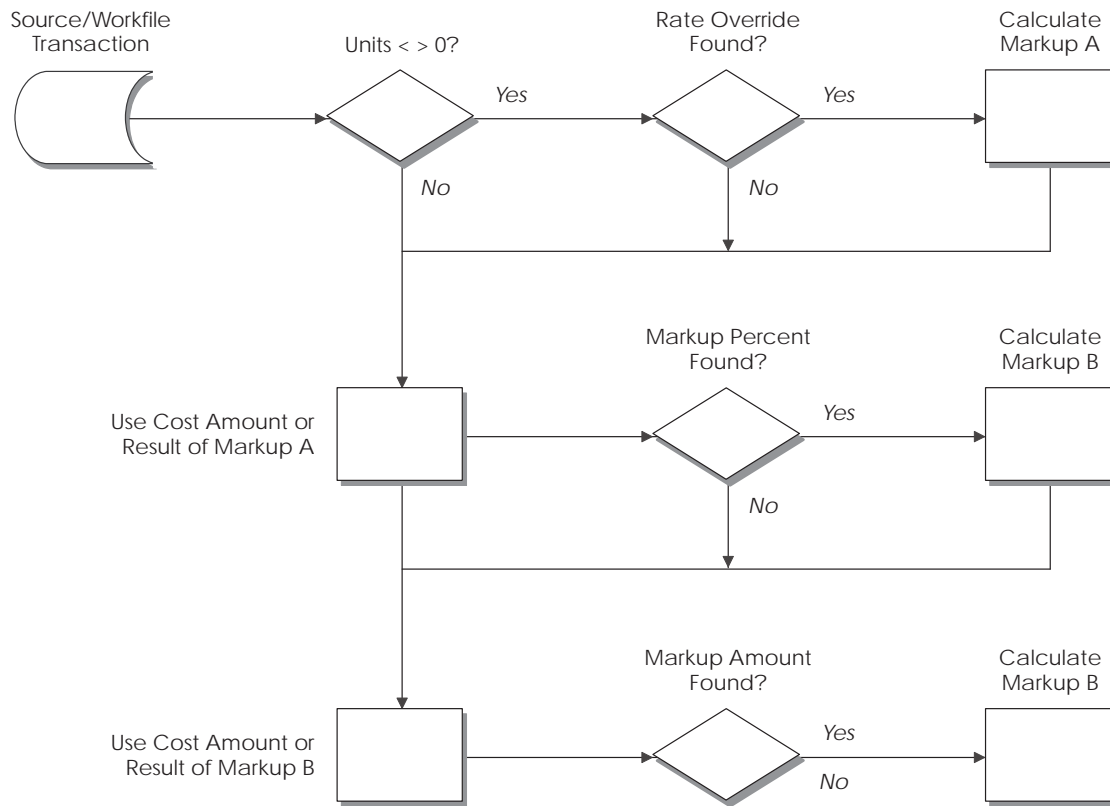 Source/Workfile
Transaction
Units < > 0?
Rate Override
Found?
Calculate
Markup A
Yes
Yes
No
No
Markup Percent
Found?
Calculate
Markup B
Use Cost Amount or
Result of Markup A
Yes
No
Markup Amount
Found?
Calculate
Markup B
Use Cost Amount or
Result of Markup B
Yes
No